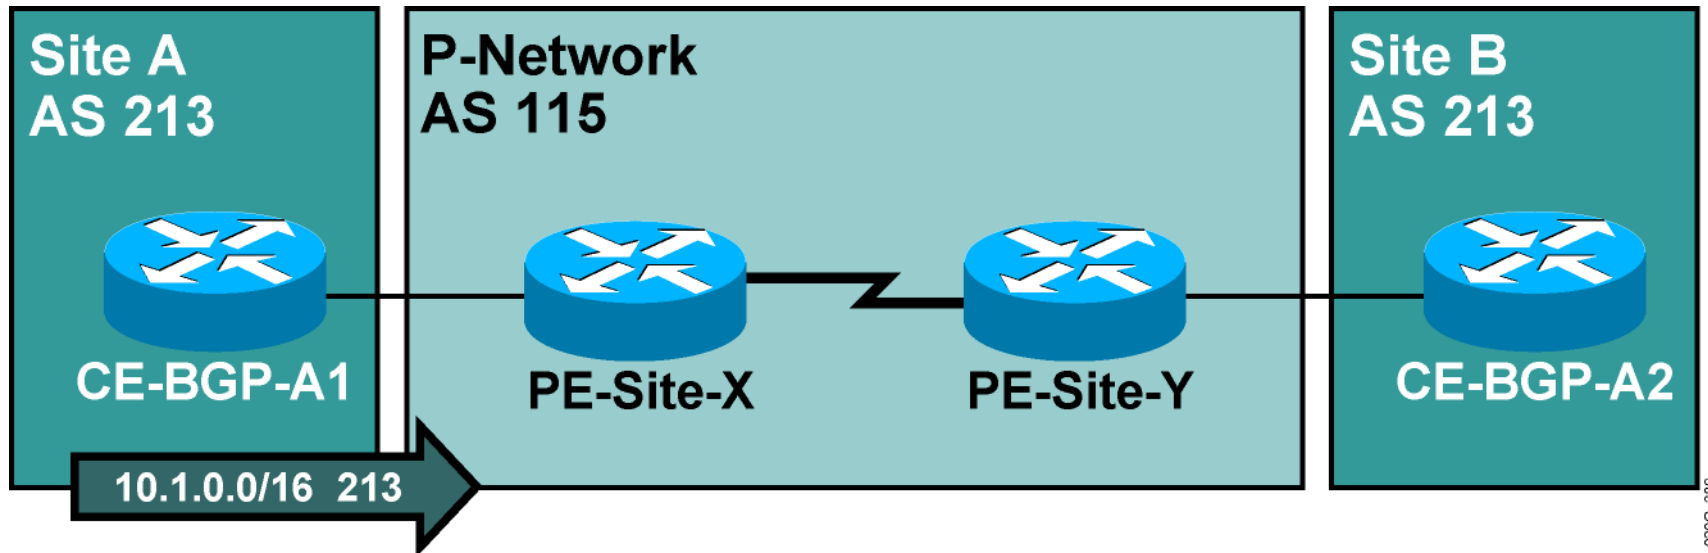 Site A
AS 213
P-Network
AS 115
Site B
AS 213
CE-BGP-A1
PE-Site-X
PE-Site-Y
CE-BGP-A2
10.1.0.0/16 213